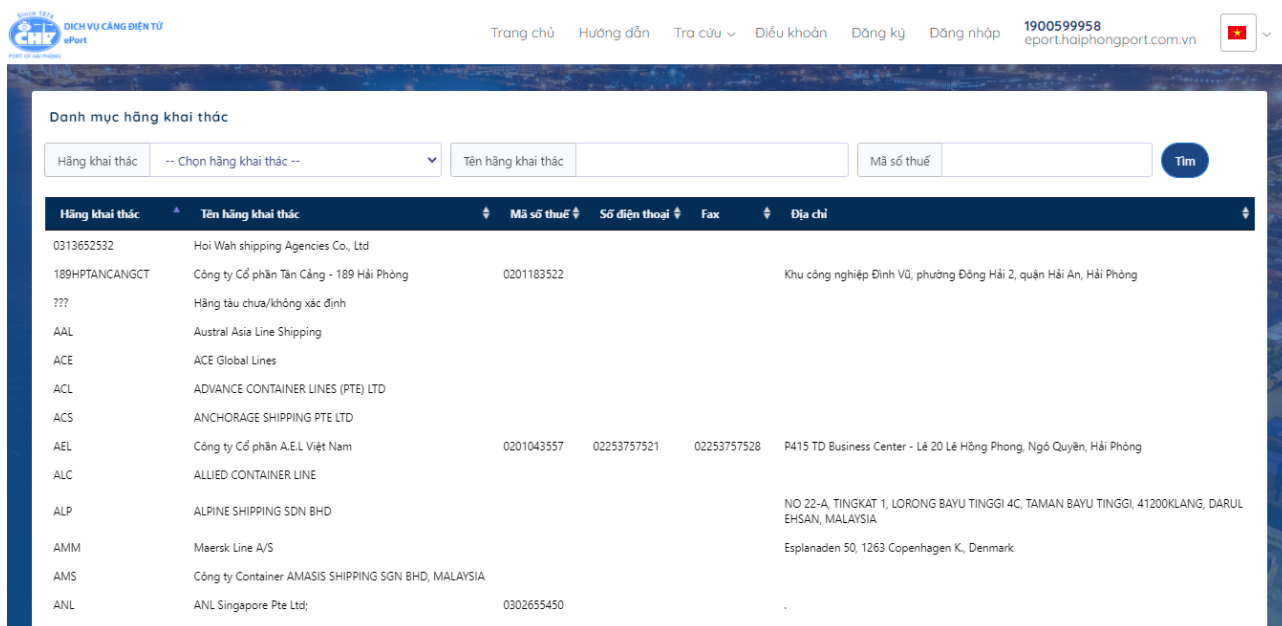 Since 1874
CHP
PORT OF HAI PHONG
DỊCH VỤ CẢNG ĐIỆN TỬ
ePort
Trang chủ Hướng dẫn Tra cứu Điều khoản Đăng ký Đăng nhập
1900599958
eport.haiphongport.com.vn
Danh mục hãng khai thác
Hãng khai thác -- Chọn hãng khai thác -- Tên hãng khai thác Mã số thuế Tìm
Hãng khai thác Tên hãng khai thác Mã số thuế Số điện thoại Fax Địa chỉ
0313652532 Hoi Wah shipping Agencies Co., Ltd
189HPTANCANGCT Công ty Cổ phần Tân Cảng - 189 Hải Phòng 0201183522 Khu công nghiệp Đình Vũ, phường Đông Hải 2, quận Hải An, Hải Phòng
??? Hãng tàu chưa/không xác định
AAL Austral Asia Line Shipping
ACE ACE Global Lines
ACL ADVANCE CONTAINER LINES (PTE) LTD
ACS ANCHORAGE SHIPPING PTE LTD
AEL Công ty Cổ phần A.E.L Việt Nam 0201043557 02253757521 02253757528 P415 TD Business Center - Lê 20 Lê Hồng Phong, Ngô Quyền, Hải Phòng
ALC ALLIED CONTAINER LINE
ALP ALPINE SHIPPING SDN BHD NO 22-A, TINGKAT 1, LORONG BAYU TINGGI 4C, TAMAN BAYU TINGGI, 41200KLANG, DARUL
EHSAN, MALAYSIA
AMM Maersk Line A/S Esplanaden 50, 1263 Copenhagen K., Denmark
AMS Công ty Container AMASIS SHIPPING SGN BHD, MALAYSIA
ANL ANL Singapore Pte Ltd; 0302655450 .